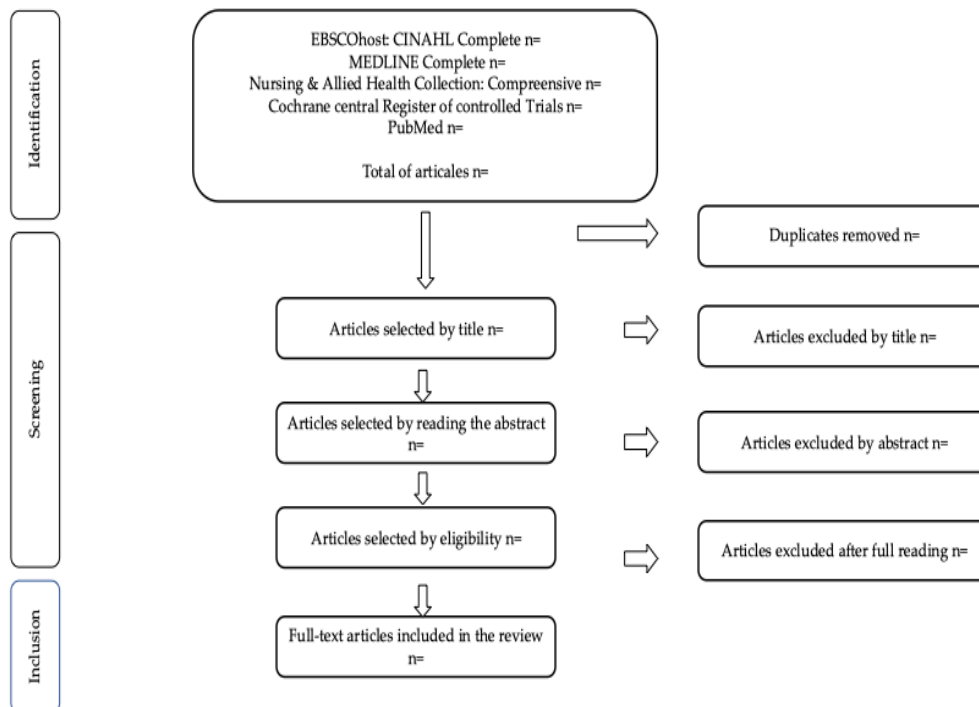 Identification
EBSCOhost: CINAHL Complete n=
MEDLINE Complete n=
Nursing & Allied Health Collection: Compreensive n=
Cochrane central Register of controlled Trials n=
PubMed n=
Total of articales n=
Screening
Duplicates removed n=
Articles selected by title n=
Articles excluded by title n=
Articles selected by reading the abstract
n=
Articles excluded by abstract n=
Articles selected by eligibility n=
Articles excluded after full reading n=
Inclusion
Full-text articles included in the review
n=